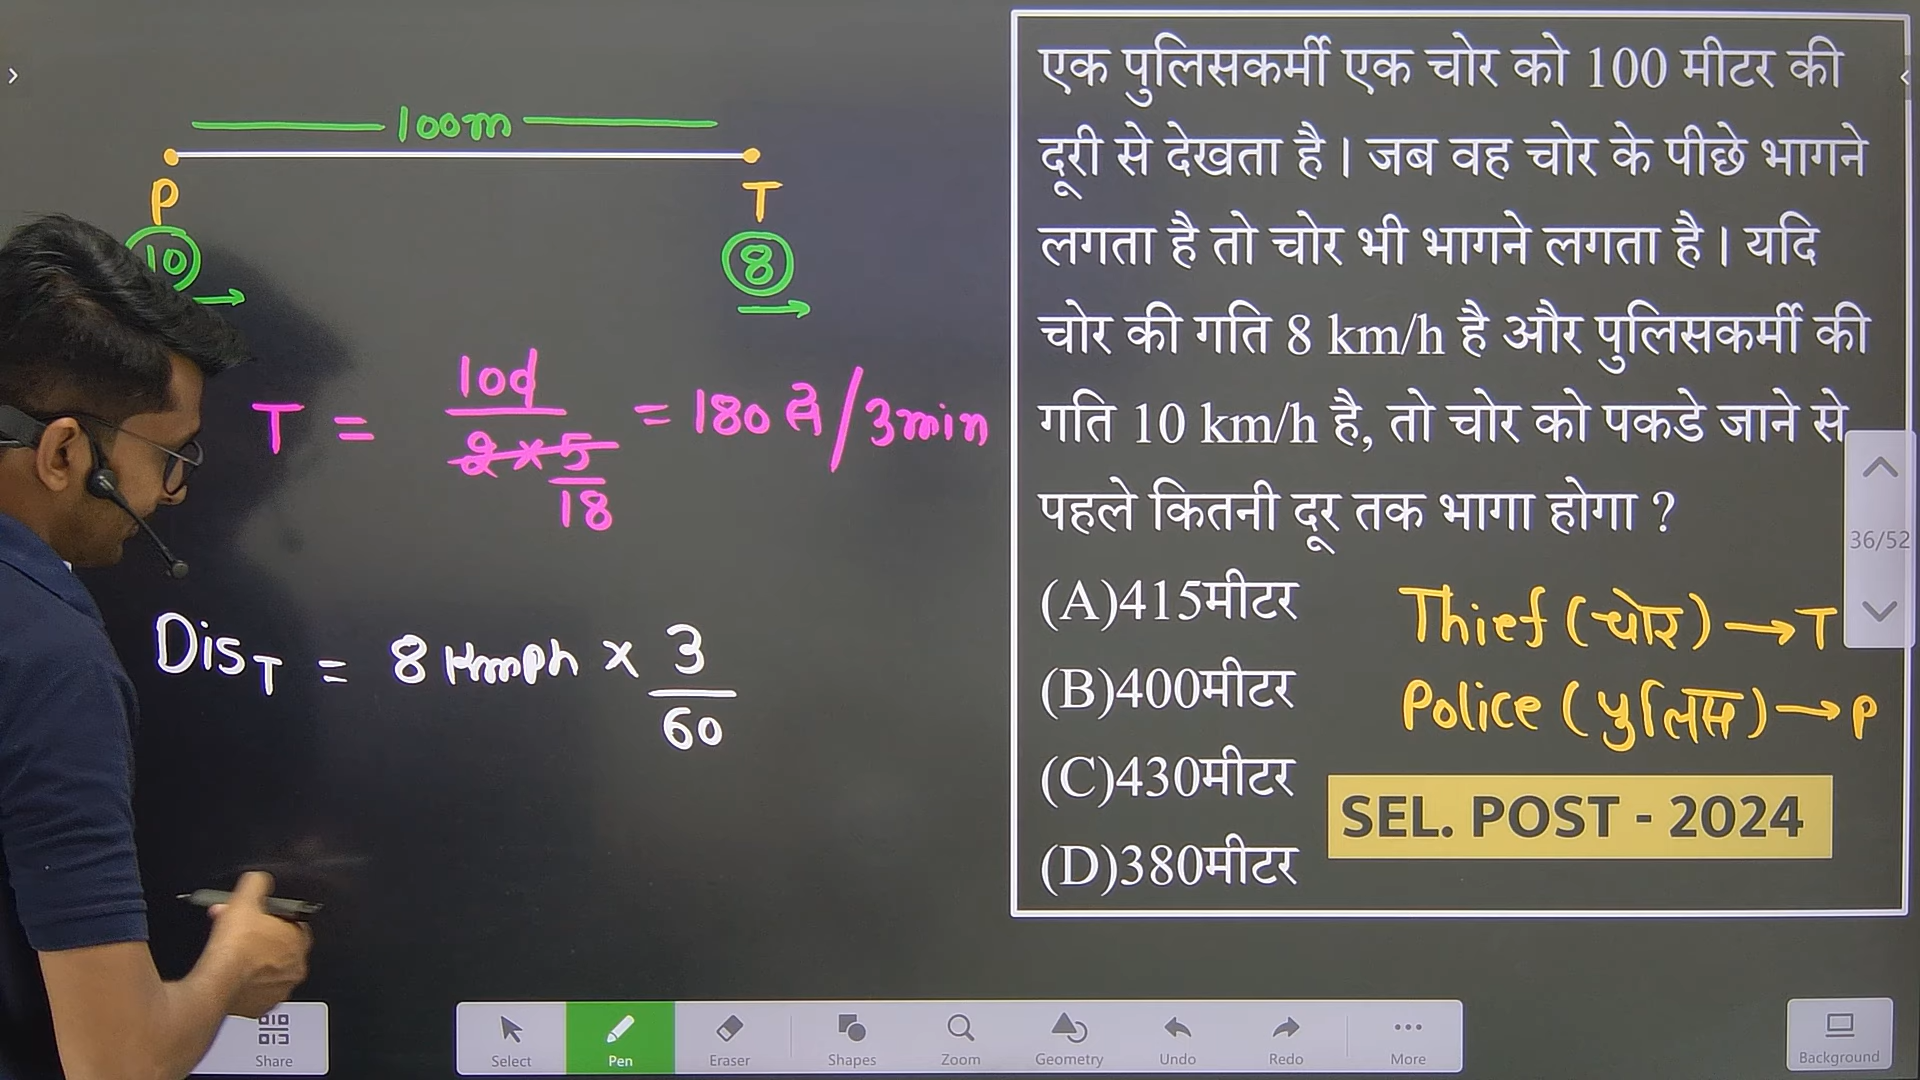 100m
P T
10 8
T = 100 / 2 × 5/18 = 180 से / 3min
DisT = 8 Kmph × 3/60
एक पुलिसकर्मी एक चोर को 100 मीटर की
दूरी से देखता है। जब वह चोर के पीछे भागने
लगता है तो चोर भी भागने लगता है। यदि
चोर की गति 8 km/h है और पुलिसकर्मी की
गति 10 km/h है, तो चोर को पकडे जाने से
पहले कितनी दूर तक भागा होगा ?
(A)415मीटर
(B)400मीटर
(C)430मीटर
(D)380मीटर
Thief (चोर) → T
Police (पुलिस) → P
SEL. POST - 2024
36/52
Share
Select
Pen
Eraser
Shapes
Zoom
Geometry
Undo
Redo
More
Background